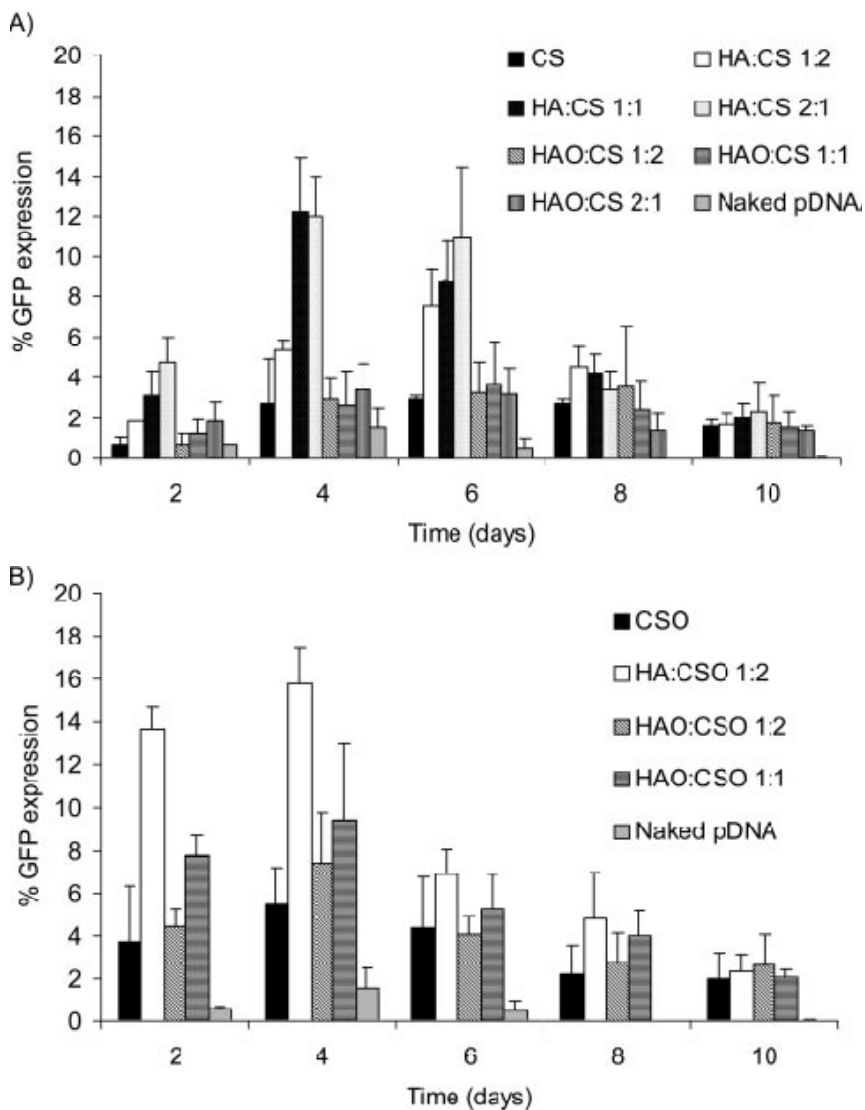 A)
CS HA:CS 1:2
HA:CS 1:1 HA:CS 2:1
HAO:CS 1:2 HAO:CS 1:1
HAO:CS 2:1 Naked pDNA
% GFP expression
20
18
16
14
12
10
8
6
4
2
0
2 4 6 8 10
Time (days)
B)
CSO
HA:CSO 1:2
HAO:CSO 1:2
HAO:CSO 1:1
Naked pDNA
% GFP expression
20
18
16
14
12
10
8
6
4
2
0
2 4 6 8 10
Time (days)